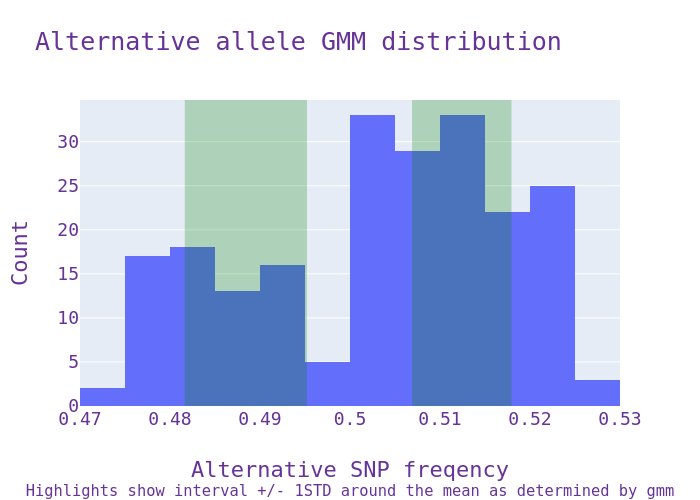 Alternative allele GMM distribution
Count
30
25
20
15
10
5
0
0.47 0.48 0.49 0.5 0.51 0.52 0.53
Alternative SNP freqency
Highlights show interval +/- 1STD around the mean as determined by gmm